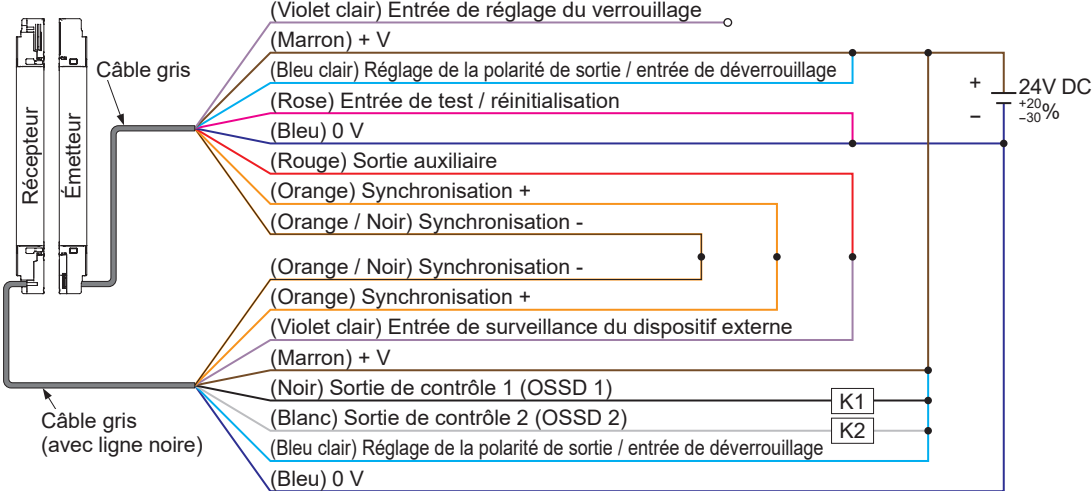 (Violet clair) Entrée de réglage du verrouillage
(Marron) + V
(Bleu clair) Réglage de la polarité de sortie / entrée de déverrouillage
(Rose) Entrée de test / réinitialisation
(Bleu) 0 V
(Rouge) Sortie auxiliaire
(Orange) Synchronisation +
(Orange / Noir) Synchronisation -
(Orange / Noir) Synchronisation -
(Orange) Synchronisation +
(Violet clair) Entrée de surveillance du dispositif externe
(Marron) + V
(Noir) Sortie de contrôle 1 (OSSD 1)
(Blanc) Sortie de contrôle 2 (OSSD 2)
(Bleu clair) Réglage de la polarité de sortie / entrée de déverrouillage
(Bleu) 0 V
Câble gris
Récepteur
Émetteur
Câble gris
(avec ligne noire)
K1
K2
+
−
24V DC
+20
−30 %